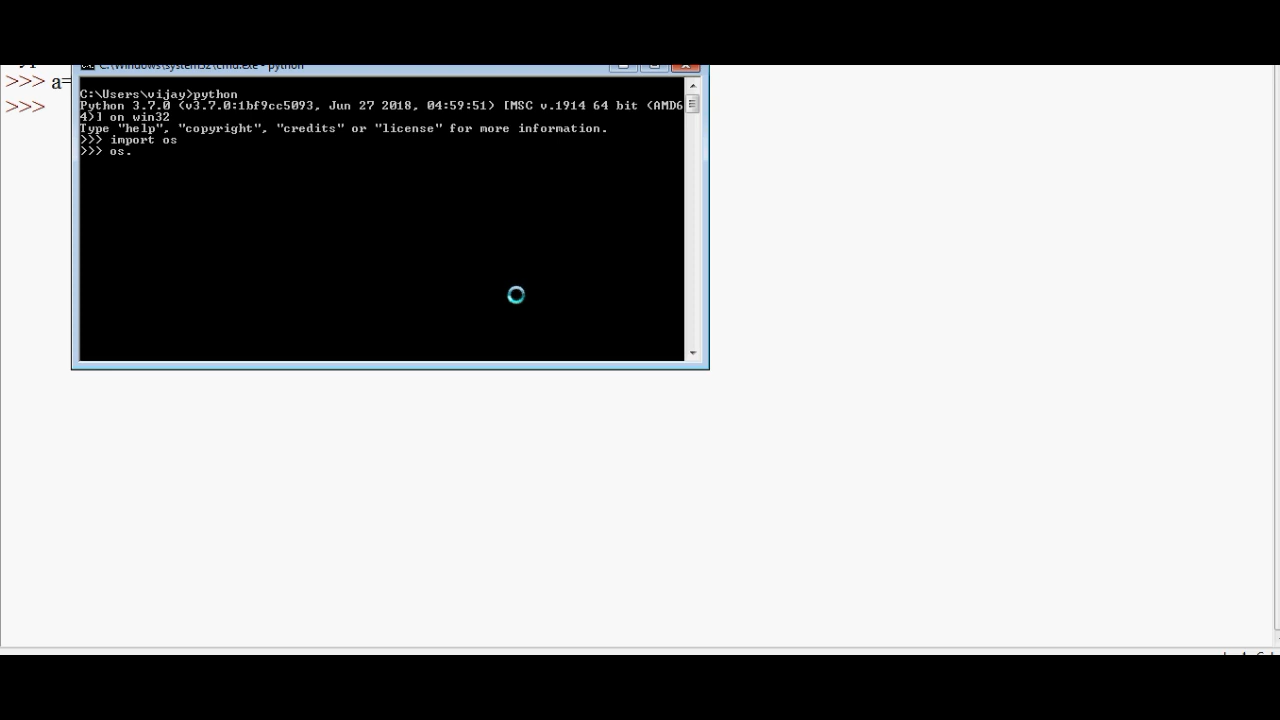 C:\Windows\system32\cmd.exe - python
>>> a=
>>>
C:\Users\vijay>python
Python 3.7.0 (v3.7.0:1bf9cc5093, Jun 27 2018, 04:59:51) [MSC v.1914 64 bit (AMD6
4)] on win32
Type "help", "copyright", "credits" or "license" for more information.
>>> import os
>>> os.